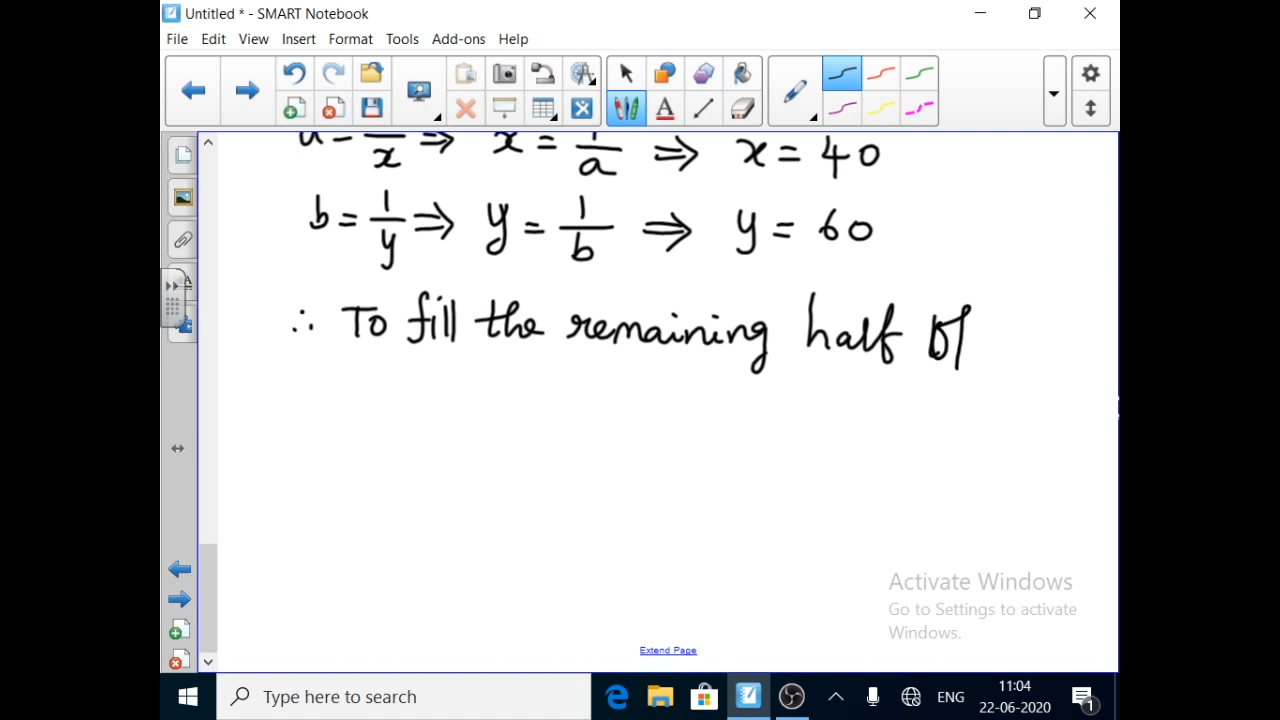 Untitled * - SMART Notebook
File Edit View Insert Format Tools Add-ons Help
a = 1/x ⇒ x = 1/a ⇒ x = 40
b = 1/y ⇒ y = 1/b ⇒ y = 60
∴ To fill the remaining half of
Activate Windows
Go to Settings to activate
Windows.
Extend Page
Type here to search
ENG
11:04
22-06-2020
1